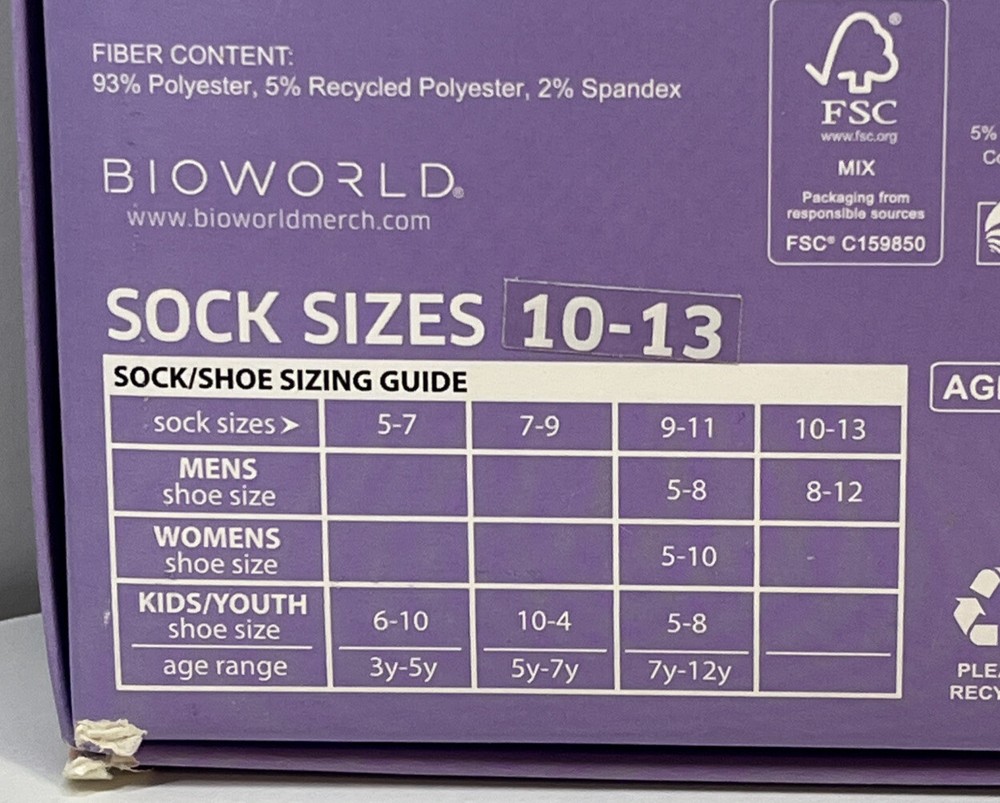 FIBER CONTENT:
93% Polyester, 5% Recycled Polyester, 2% Spandex
BIOWORLD®
www.bioworldmerch.com
FSC®
www.fsc.org
MIX
Packaging from
responsible sources
FSC® C159850
5%
SOCK SIZES 10-13
SOCK/SHOE SIZING GUIDE
sock sizes➤ 5-7 7-9 9-11 10-13
MENS
shoe size 5-8 8-12
WOMENS
shoe size 5-10 -
KIDS/YOUTH
shoe size 6-10 10-4 5-8
age range 3y-5y 5y-7y 7y-12y